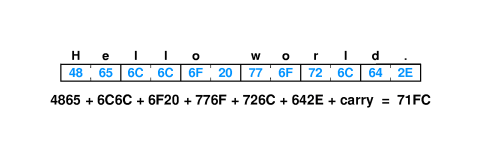 H e l l o w o r l d .
48 65 6C 6C 6F 20 77 6F 72 6C 64 2E
4865 + 6C6C + 6F20 + 776F + 726C + 642E + carry = 71FC